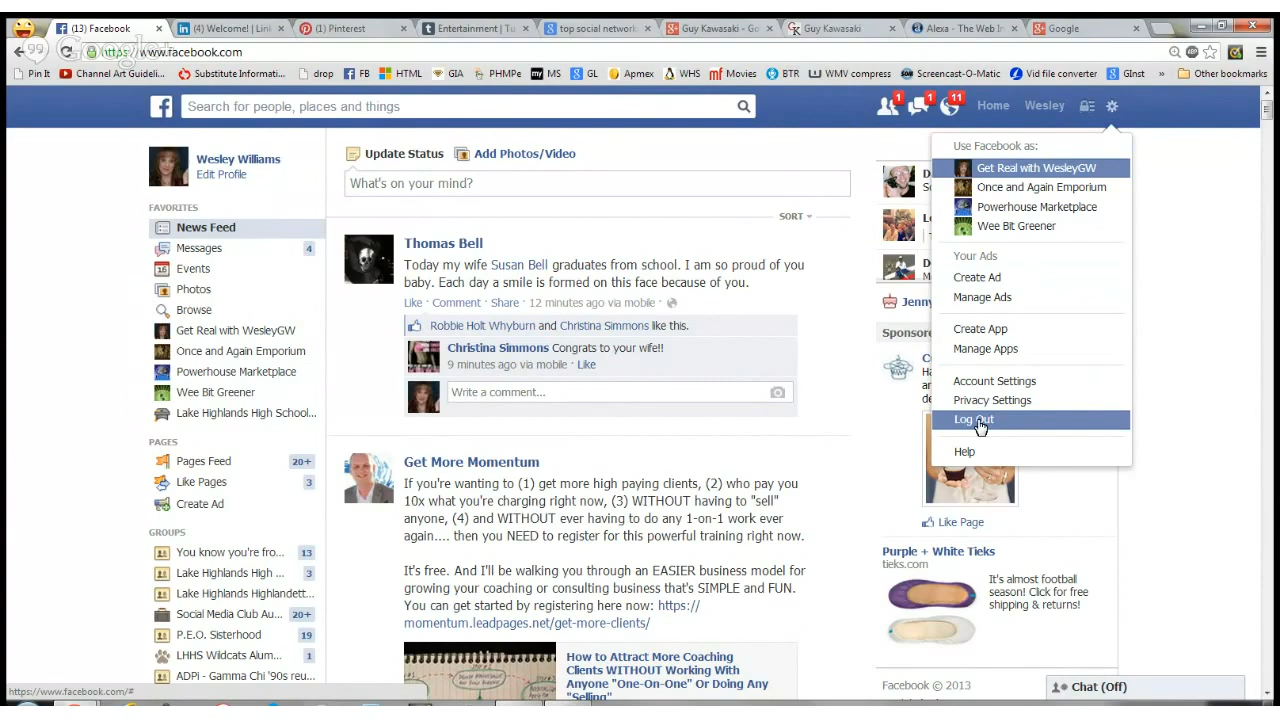 (13) Facebook
(4) Welcome! | Link
(1) Pinterest
Entertainment | Tu
top social network
Guy Kawasaki - Go
Guy Kawasaki
Alexa - The Web In
Google
Google+
https://www.facebook.com
Pin It
Channel Art Guideli...
Substitute Informati...
drop
FB
HTML
GIA
PHMPe
MS
GL
Apmex
WHS
Movies
BTR
WMV compress
Screencast-O-Matic
Vid file converter
GInst
»
Other bookmarks
Search for people, places and things
1
1
11
Home
Wesley
Wesley Williams
Edit Profile
FAVORITES
News Feed
Messages 4
Events
Photos
Browse
Get Real with WesleyGW
Once and Again Emporium
Powerhouse Marketplace
Wee Bit Greener
Lake Highlands High School...
PAGES
Pages Feed 20+
Like Pages 3
Create Ad
GROUPS
You know you're fro... 13
Lake Highlands High ... 3
Lake Highlands Highlandett...
Social Media Club Au... 20+
P.E.O. Sisterhood 19
LHHS Wildcats Alum... 1
ADPi - Gamma Chi '90s reu...
https://www.facebook.com/#
Update Status
Add Photos/Video
What's on your mind?
SORT
Thomas Bell
Today my wife Susan Bell graduates from school. I am so proud of you
baby. Each day a smile is formed on this face because of you.
Like · Comment · Share · 12 minutes ago via mobile ·
Robbie Holt Whyburn and Christina Simmons like this.
Christina Simmons Congrats to your wife!!
9 minutes ago via mobile · Like
Write a comment...
Get More Momentum
If you're wanting to (1) get more high paying clients, (2) who pay you
10x what you're charging right now, (3) WITHOUT having to "sell"
anyone, (4) and WITHOUT ever having to do any 1-on-1 work ever
again.... then you NEED to register for this powerful training right now.
It's free. And I'll be walking you through an EASIER business model for
growing your coaching or consulting business that's SIMPLE and FUN.
You can get started by registering here now: https://
momentum.leadpages.net/get-more-clients/
How to Attract More Coaching
Clients WITHOUT Working With
Anyone "One-On-One" Or Doing Any
"Selling"
Use Facebook as:
Get Real with WesleyGW
Once and Again Emporium
Powerhouse Marketplace
Wee Bit Greener
Your Ads
Create Ad
Manage Ads
Create App
Manage Apps
Account Settings
Privacy Settings
Log Out
Help
Jenny
Sponsore
Like Page
Purple + White Tieks
tieks.com
It's almost football
season! Click for free
shipping & returns!
Facebook © 2013
Chat (Off)